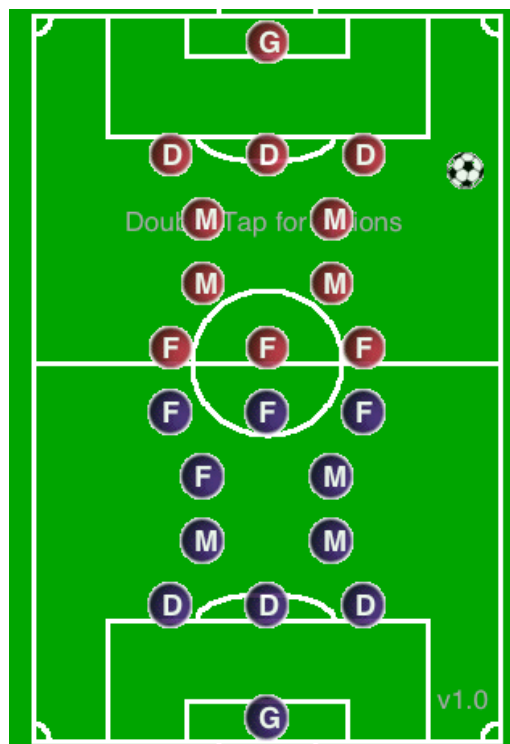 G
D D D
Doub M Tap for M ions
M M
F F F
F F F
F M
M M
D D D
v1.0
G